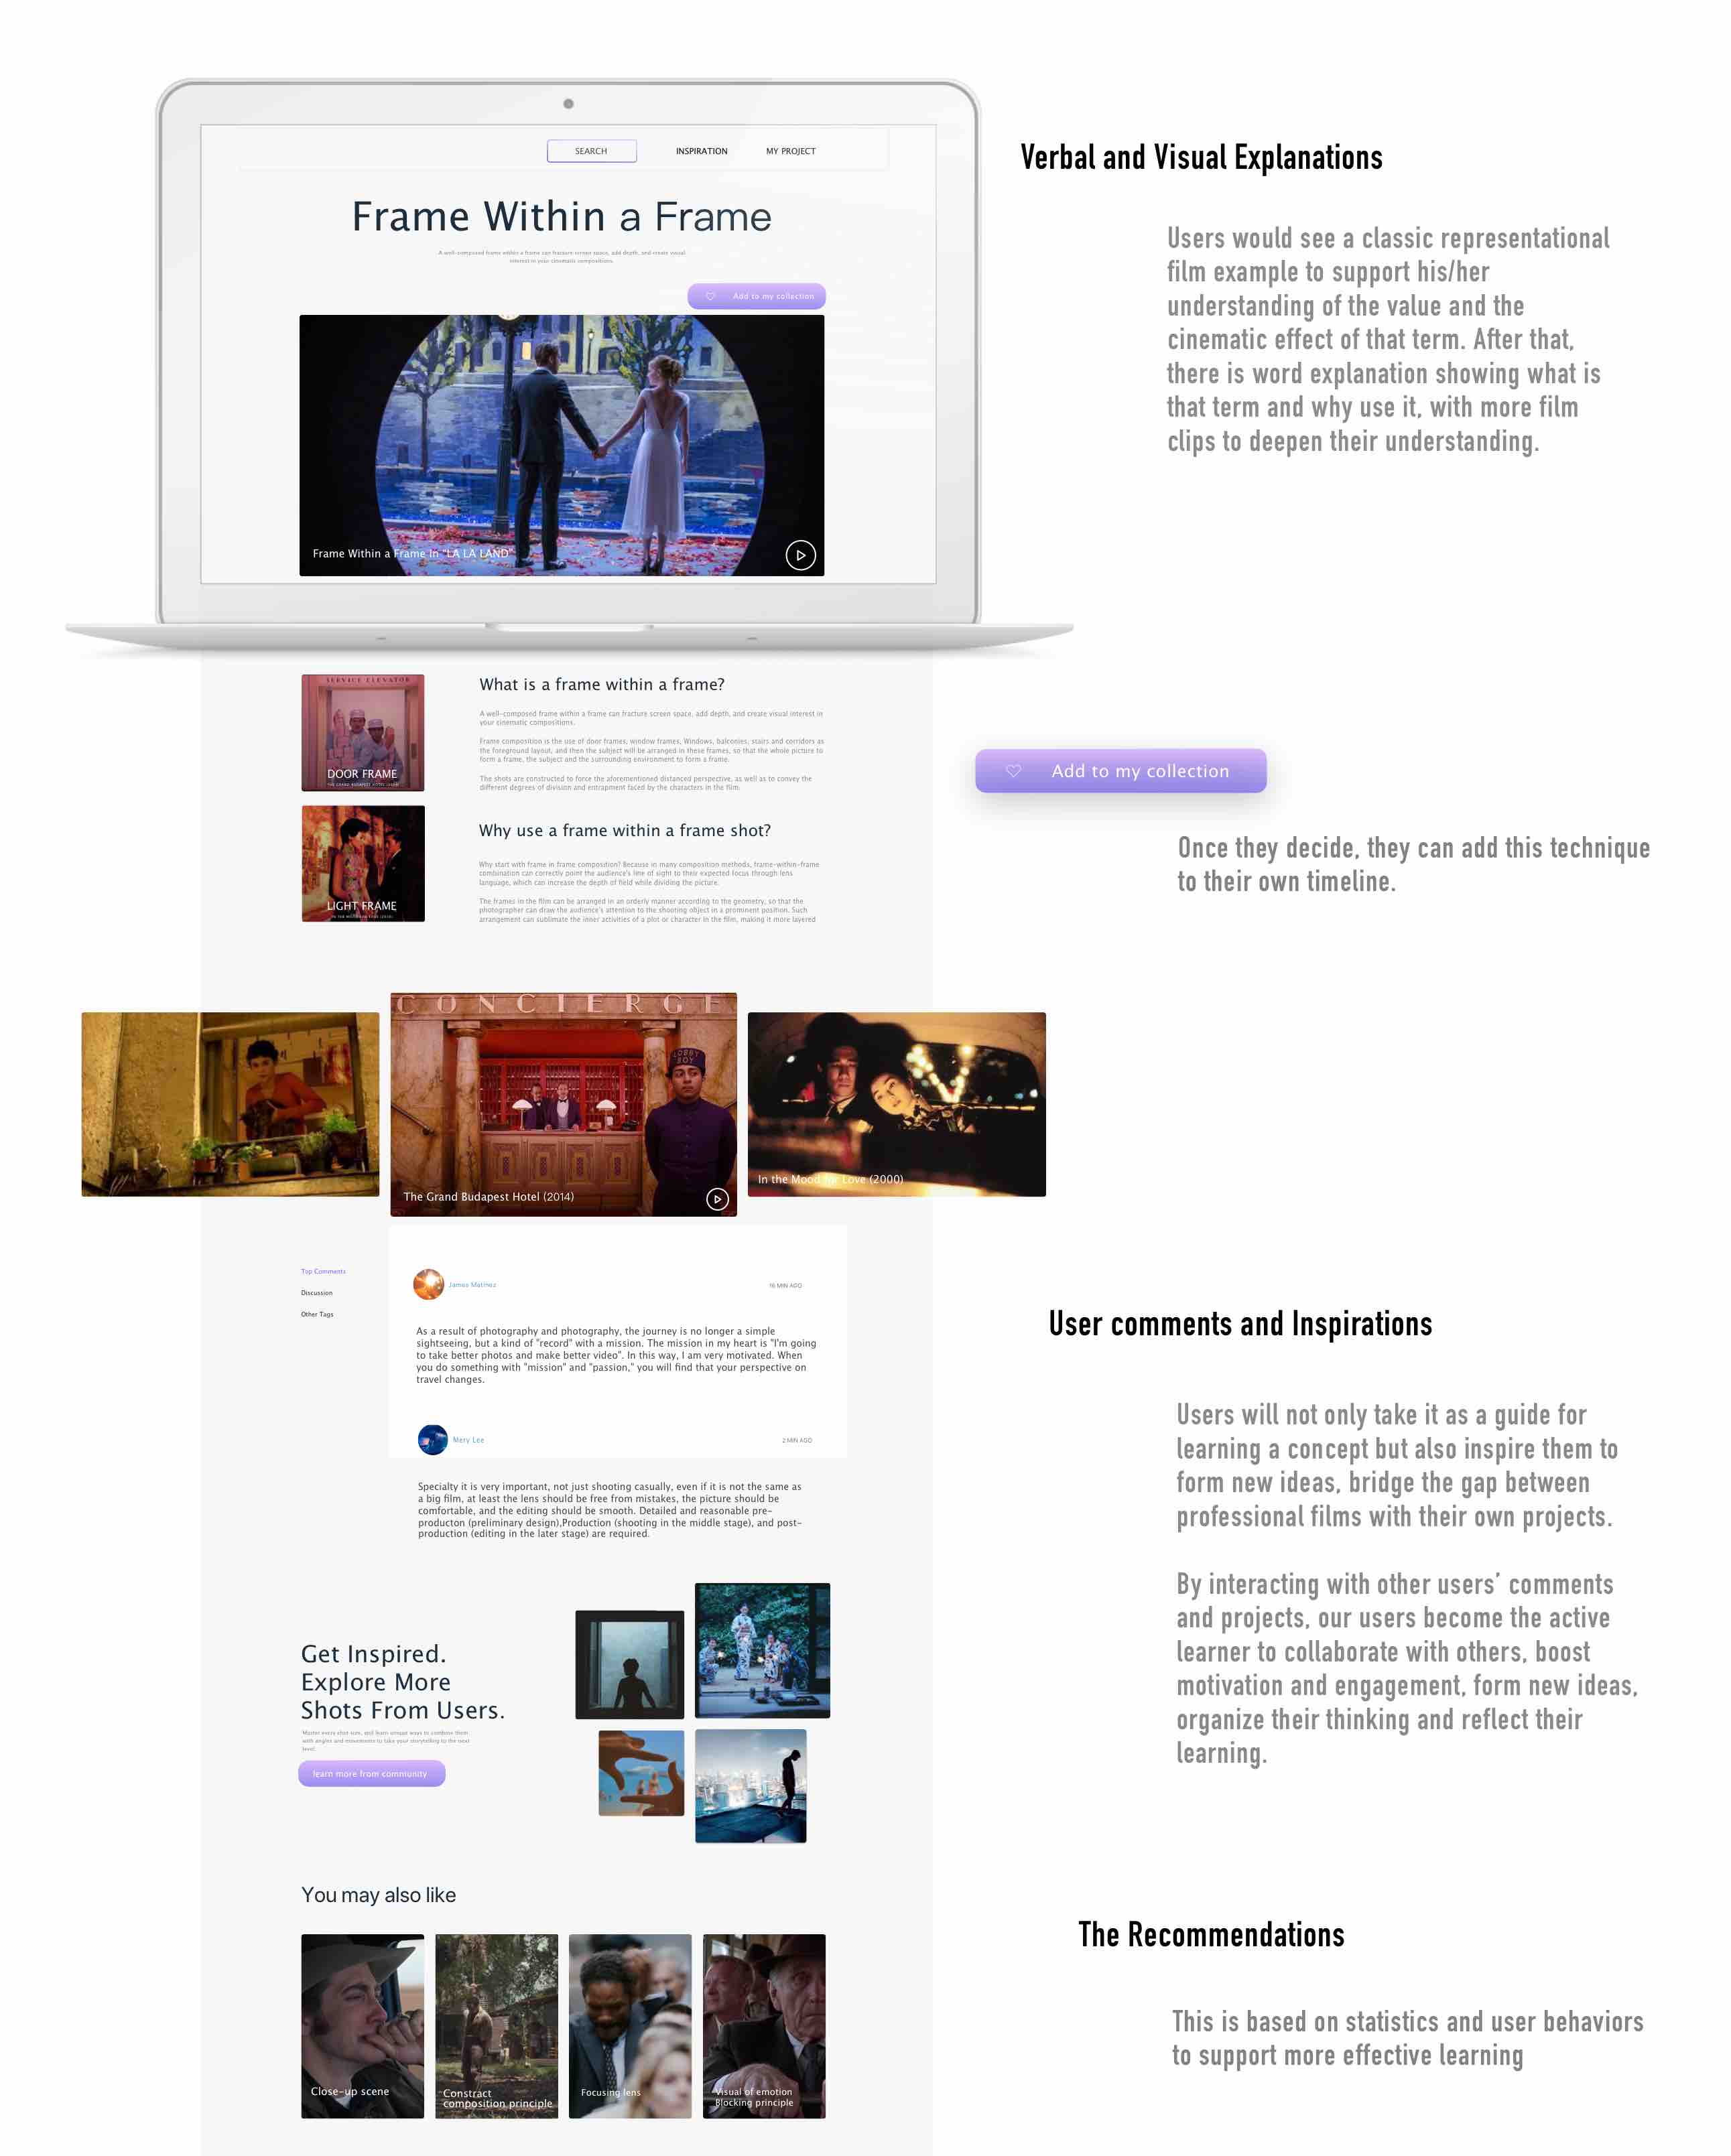 SEARCH
INSPIRATION
MY PROJECT
Frame Within a Frame
A well-composed frame within a frame can fracture screen space, add depth, and create visual
interest in your cinematic compositions.
Add to my collection
Frame Within a Frame In "LA LA LAND"
Verbal and Visual Explanations
Users would see a classic representational
film example to support his/her
understanding of the value and the
cinematic effect of that term. After that,
there is word explanation showing what is
that term and why use it, with more film
clips to deepen their understanding.
SERVICE ELEVATOR
DOOR FRAME
THE GRAND BUDAPEST HOTEL (2014)
What is a frame within a frame?
A well-composed frame within a frame can fracture screen space, add depth, and create visual interest in
your cinematic compositions.
Frame composition is the use of door frames, window frames, Windows, balconies, stairs and corridors as
the foreground layout, and then the subject will be arranged in these frames, so that the whole picture to
form a frame, the subject and the surrounding environment to form a frame.
The shots are constructed to force the aforementioned distanced perspective, as well as to convey the
different degrees of division and entrapment faced by the characters in the film.
LIGHT FRAME
IN THE MOOD FOR LOVE (2000)
Why use a frame within a frame shot?
Why start with frame in frame composition? Because in many composition methods, frame-within-frame
combination can correctly point the audience's line of sight to their expected focus through lens
language, which can increase the depth of field while dividing the picture.
The frames in the film can be arranged in an orderly manner according to the geometry, so that the
photographer can draw the audience's attention to the shooting object in a prominent position. Such
arrangement can sublimate the inner activities of a plot or character in the film, making it more layered
Add to my collection
Once they decide, they can add this technique
to their own timeline.
CONCIERGE
LOBBY
BOY
The Grand Budapest Hotel (2014)
In the Mood for Love (2000)
Top Comments
Discussion
Other Tags
James Matinez
16 MIN AGO
As a result of photography and photography, the journey is no longer a simple
sightseeing, but a kind of "record" with a mission. The mission in my heart is "I'm going
to take better photos and make better video". In this way, I am very motivated. When
you do something with "mission" and "passion," you will find that your perspective on
travel changes.
Mery Lee
2 MIN AGO
Specialty it is very important, not just shooting casually, even if it is not the same as
a big film, at least the lens should be free from mistakes, the picture should be
comfortable, and the editing should be smooth. Detailed and reasonable pre-
producton (preliminary design),Production (shooting in the middle stage), and post-
production (editing in the later stage) are required.
User comments and Inspirations
Users will not only take it as a guide for
learning a concept but also inspire them to
form new ideas, bridge the gap between
professional films with their own projects.
By interacting with other users' comments
and projects, our users become the active
learner to collaborate with others, boost
motivation and engagement, form new ideas,
organize their thinking and reflect their
learning.
Get Inspired.
Explore More
Shots From Users.
Master every shot size, and learn unique ways to combine them
with angles and movements to take your storytelling to the next
level.
learn more from community
You may also like
Close-up scene
Constract
composition principle
Focusing lens
Visual of emotion
Blocking principle
The Recommendations
This is based on statistics and user behaviors
to support more effective learning